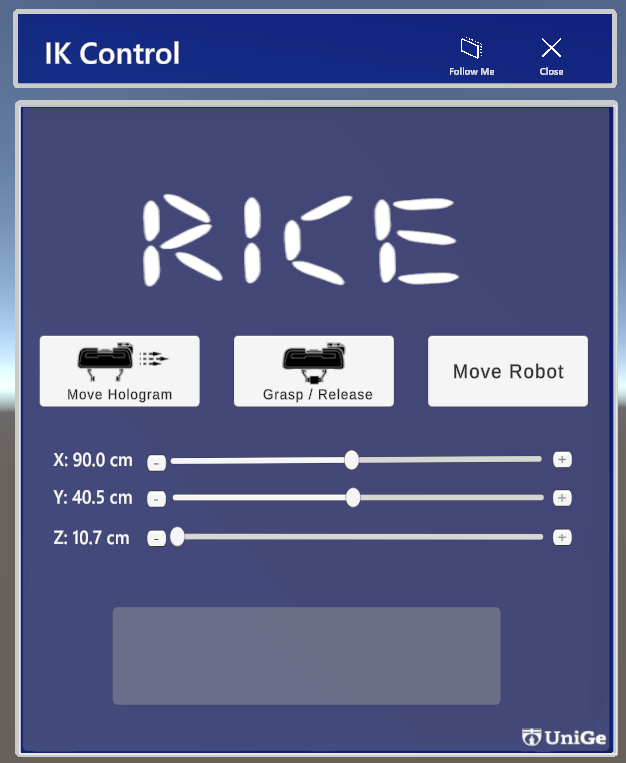 IK Control
Follow Me
Close
RICE
Move Hologram
Grasp / Release
Move Robot
X: 90.0 cm - +
Y: 40.5 cm - +
Z: 10.7 cm - +
UniGe